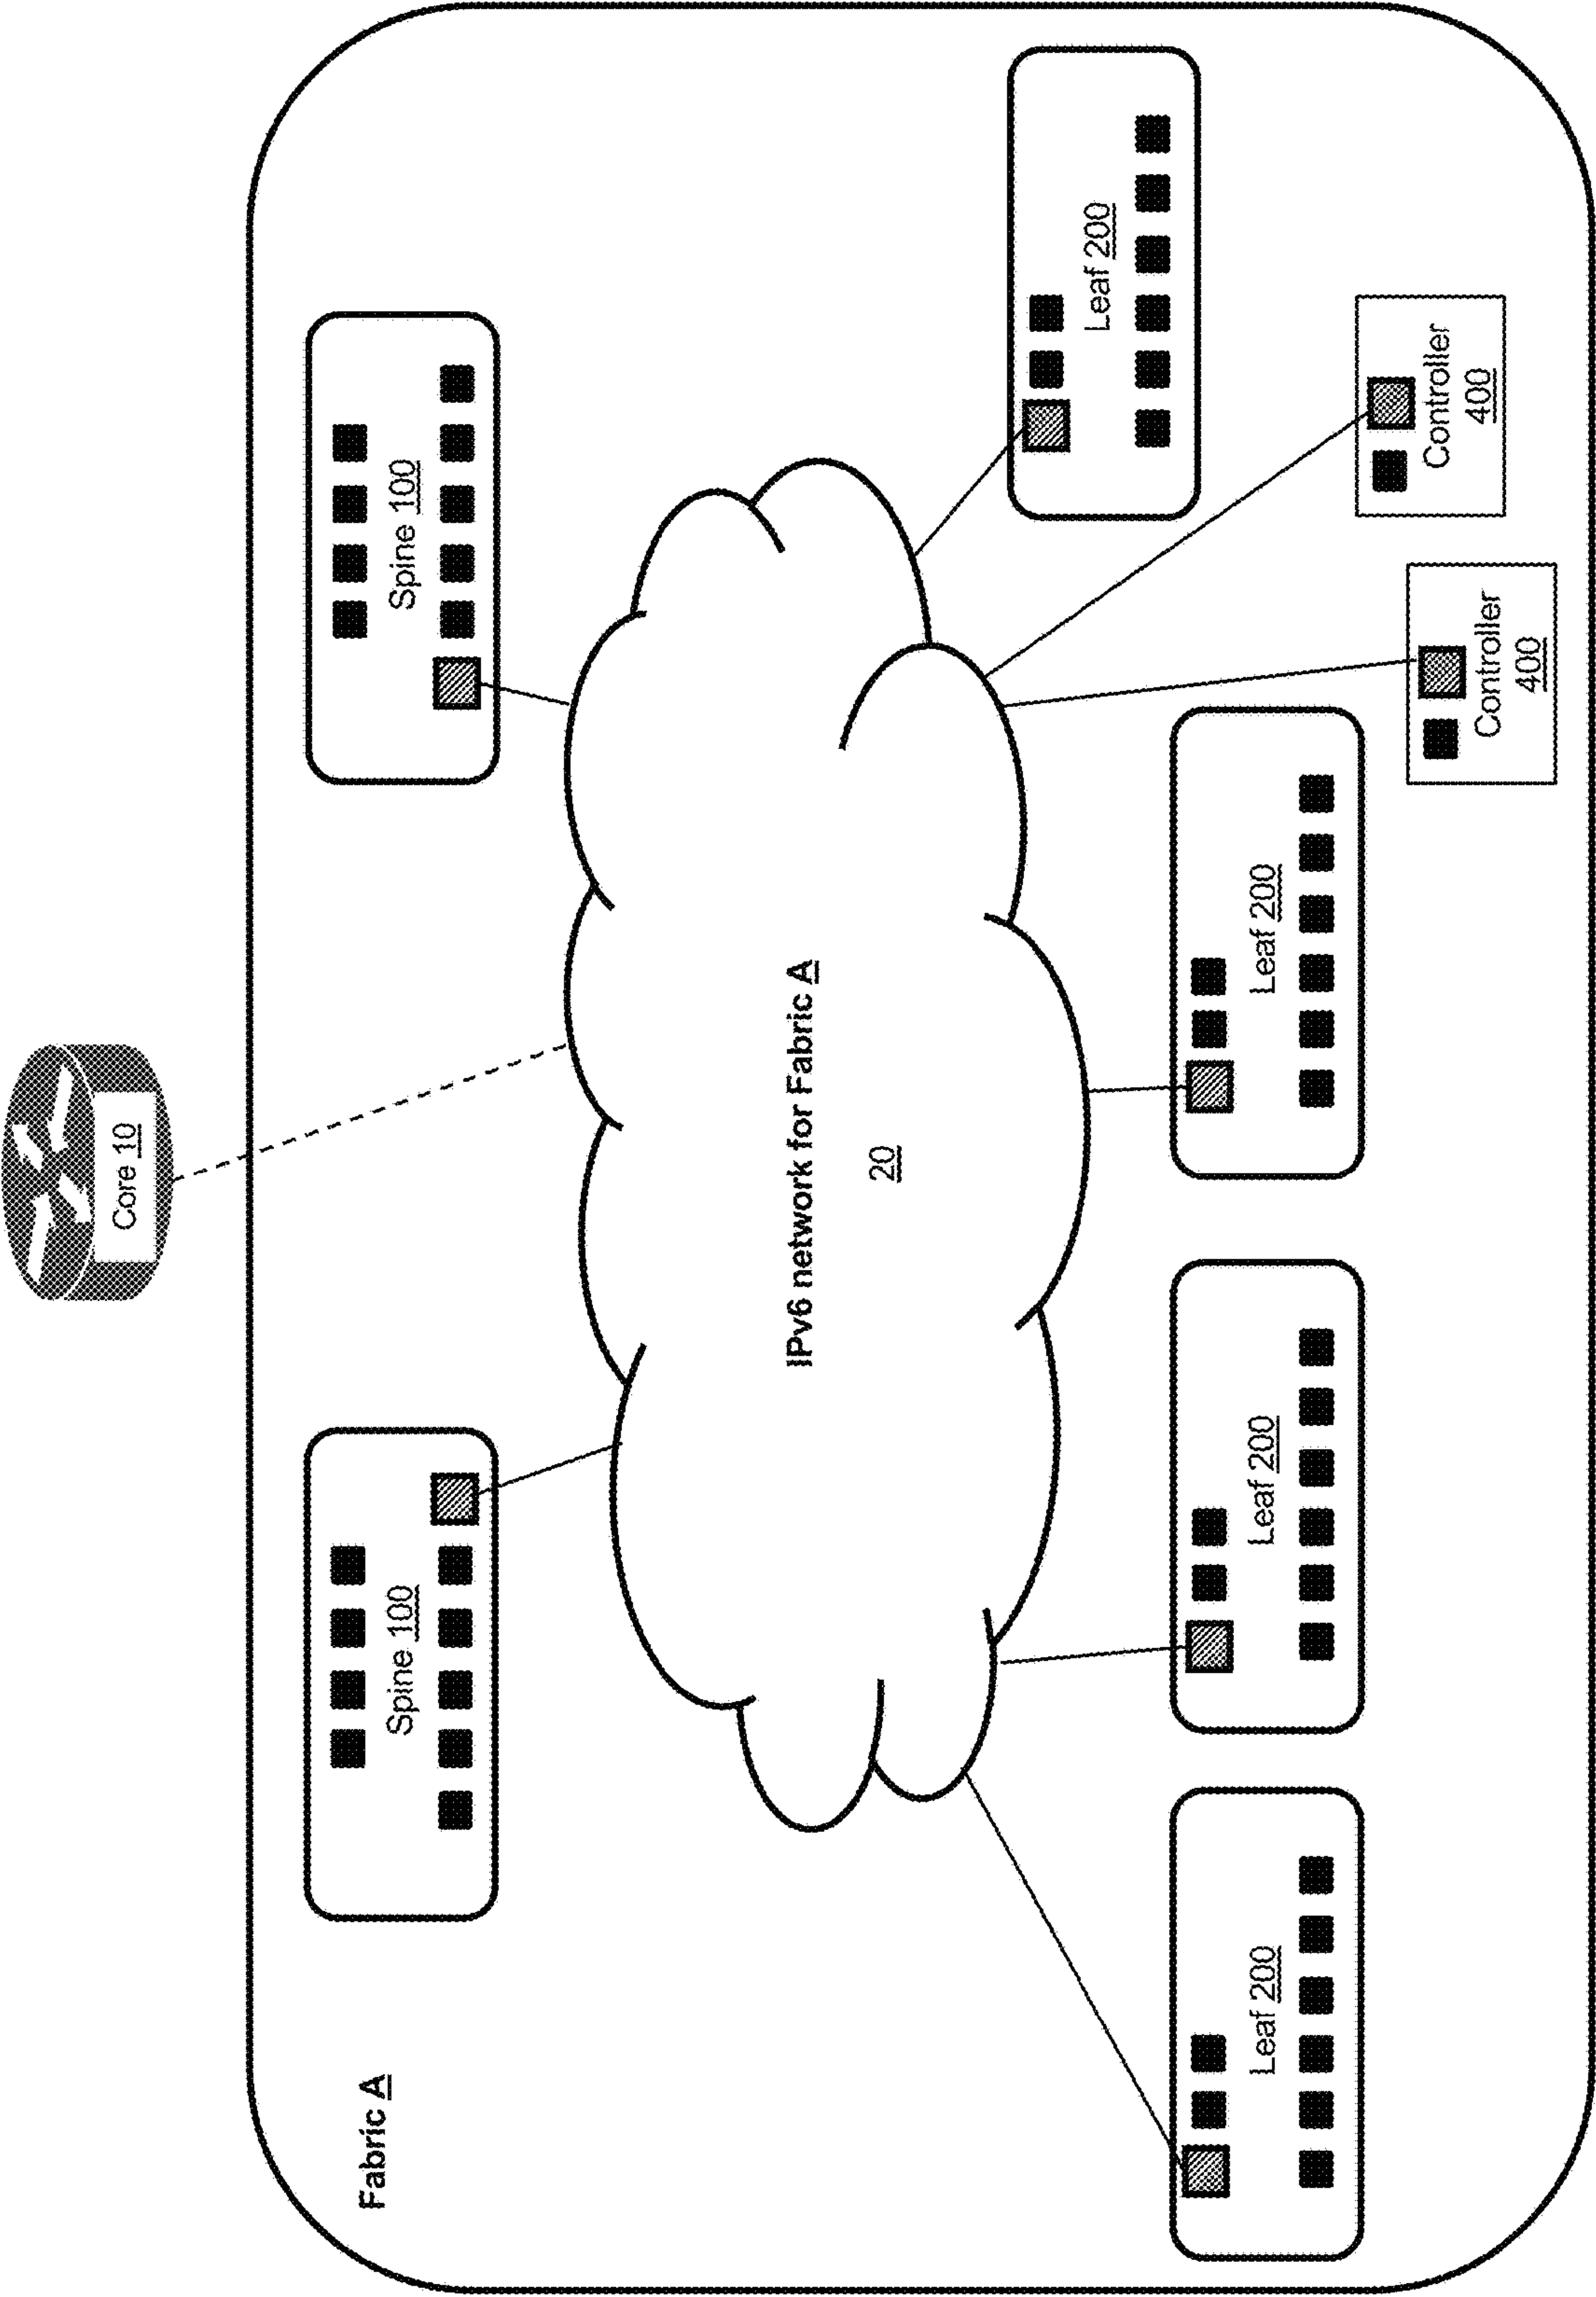 Core 10
Fabric A
Spine 100
Spine 100
IPv6 network for Fabric A
20
Leaf 200
Leaf 200
Leaf 200
Leaf 200
Controller
400
Controller
400